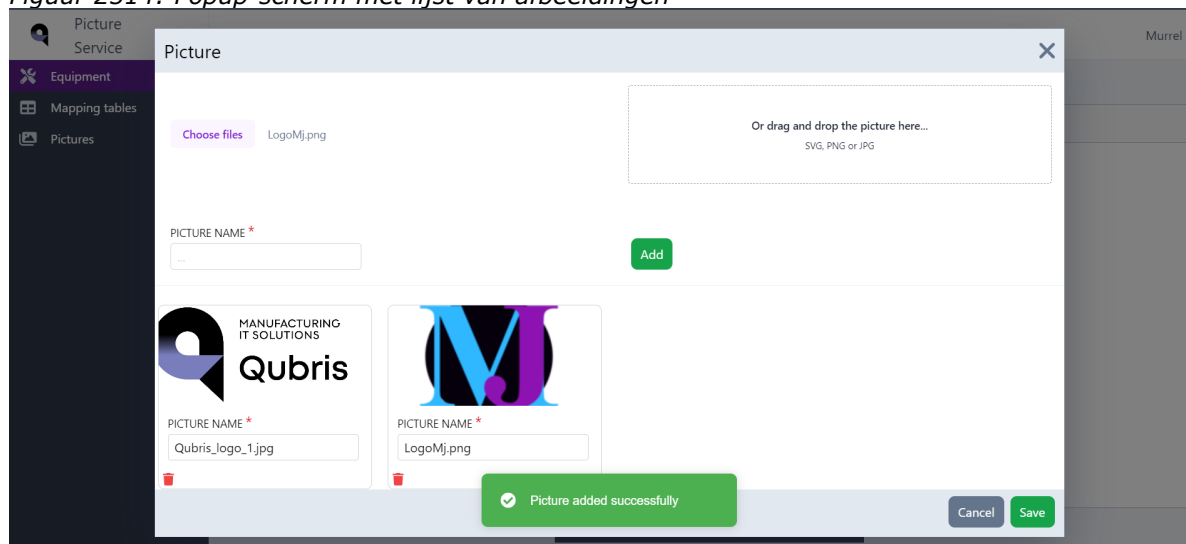 Figuur 2314: Popup-scherm met lijst van afbeeldingen
Picture
Service
Murrel
Picture
Equipment
Mapping tables
Pictures
Choose files LogoMj.png
Or drag and drop the picture here...
SVG, PNG or JPG
PICTURE NAME *
...
Add
MANUFACTURING
IT SOLUTIONS
Qubris
MJ
PICTURE NAME *
Qubris_logo_1.jpg
PICTURE NAME *
LogoMj.png
Picture added successfully
Cancel Save